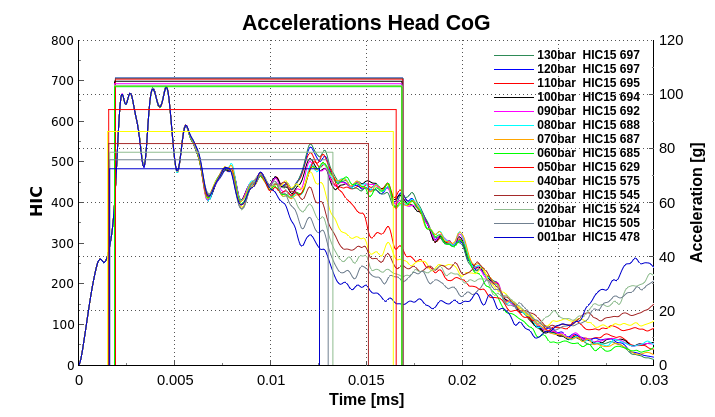 Accelerations Head CoG
800
700
600
500
400
300
200
100
0
HIC
120
100
80
60
40
20
0
Acceleration [g]
130bar HIC15 697
120bar HIC15 697
110bar HIC15 695
100bar HIC15 694
090bar HIC15 692
080bar HIC15 688
070bar HIC15 687
060bar HIC15 685
050bar HIC15 629
040bar HIC15 575
030bar HIC15 545
020bar HIC15 524
010bar HIC15 505
001bar HIC15 478
0 0.005 0.01 0.015 0.02 0.025 0.03
Time [ms]